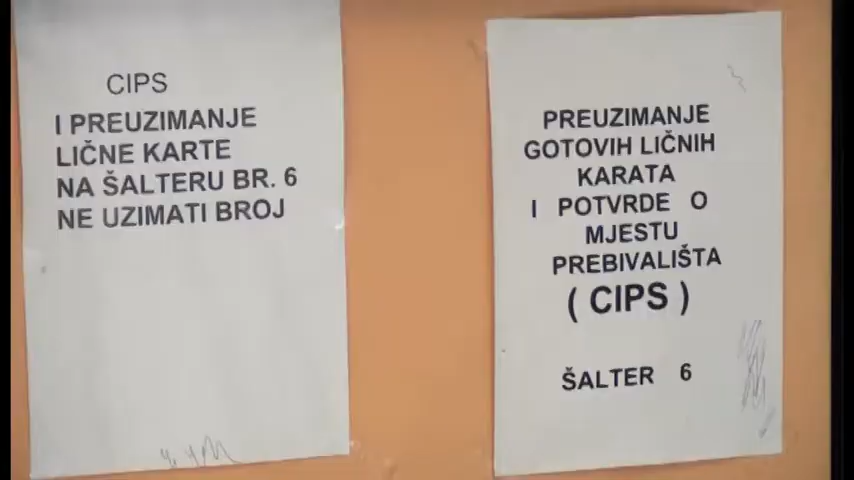 CIPS
I PREUZIMANJE
LIČNE KARTE
NA ŠALTERU BR. 6
NE UZIMATI BROJ
PREUZIMANJE
GOTOVIH LIČNIH
KARATA
I POTVRDE O
MJESTU
PREBIVALIŠTA
( CIPS )
ŠALTER 6